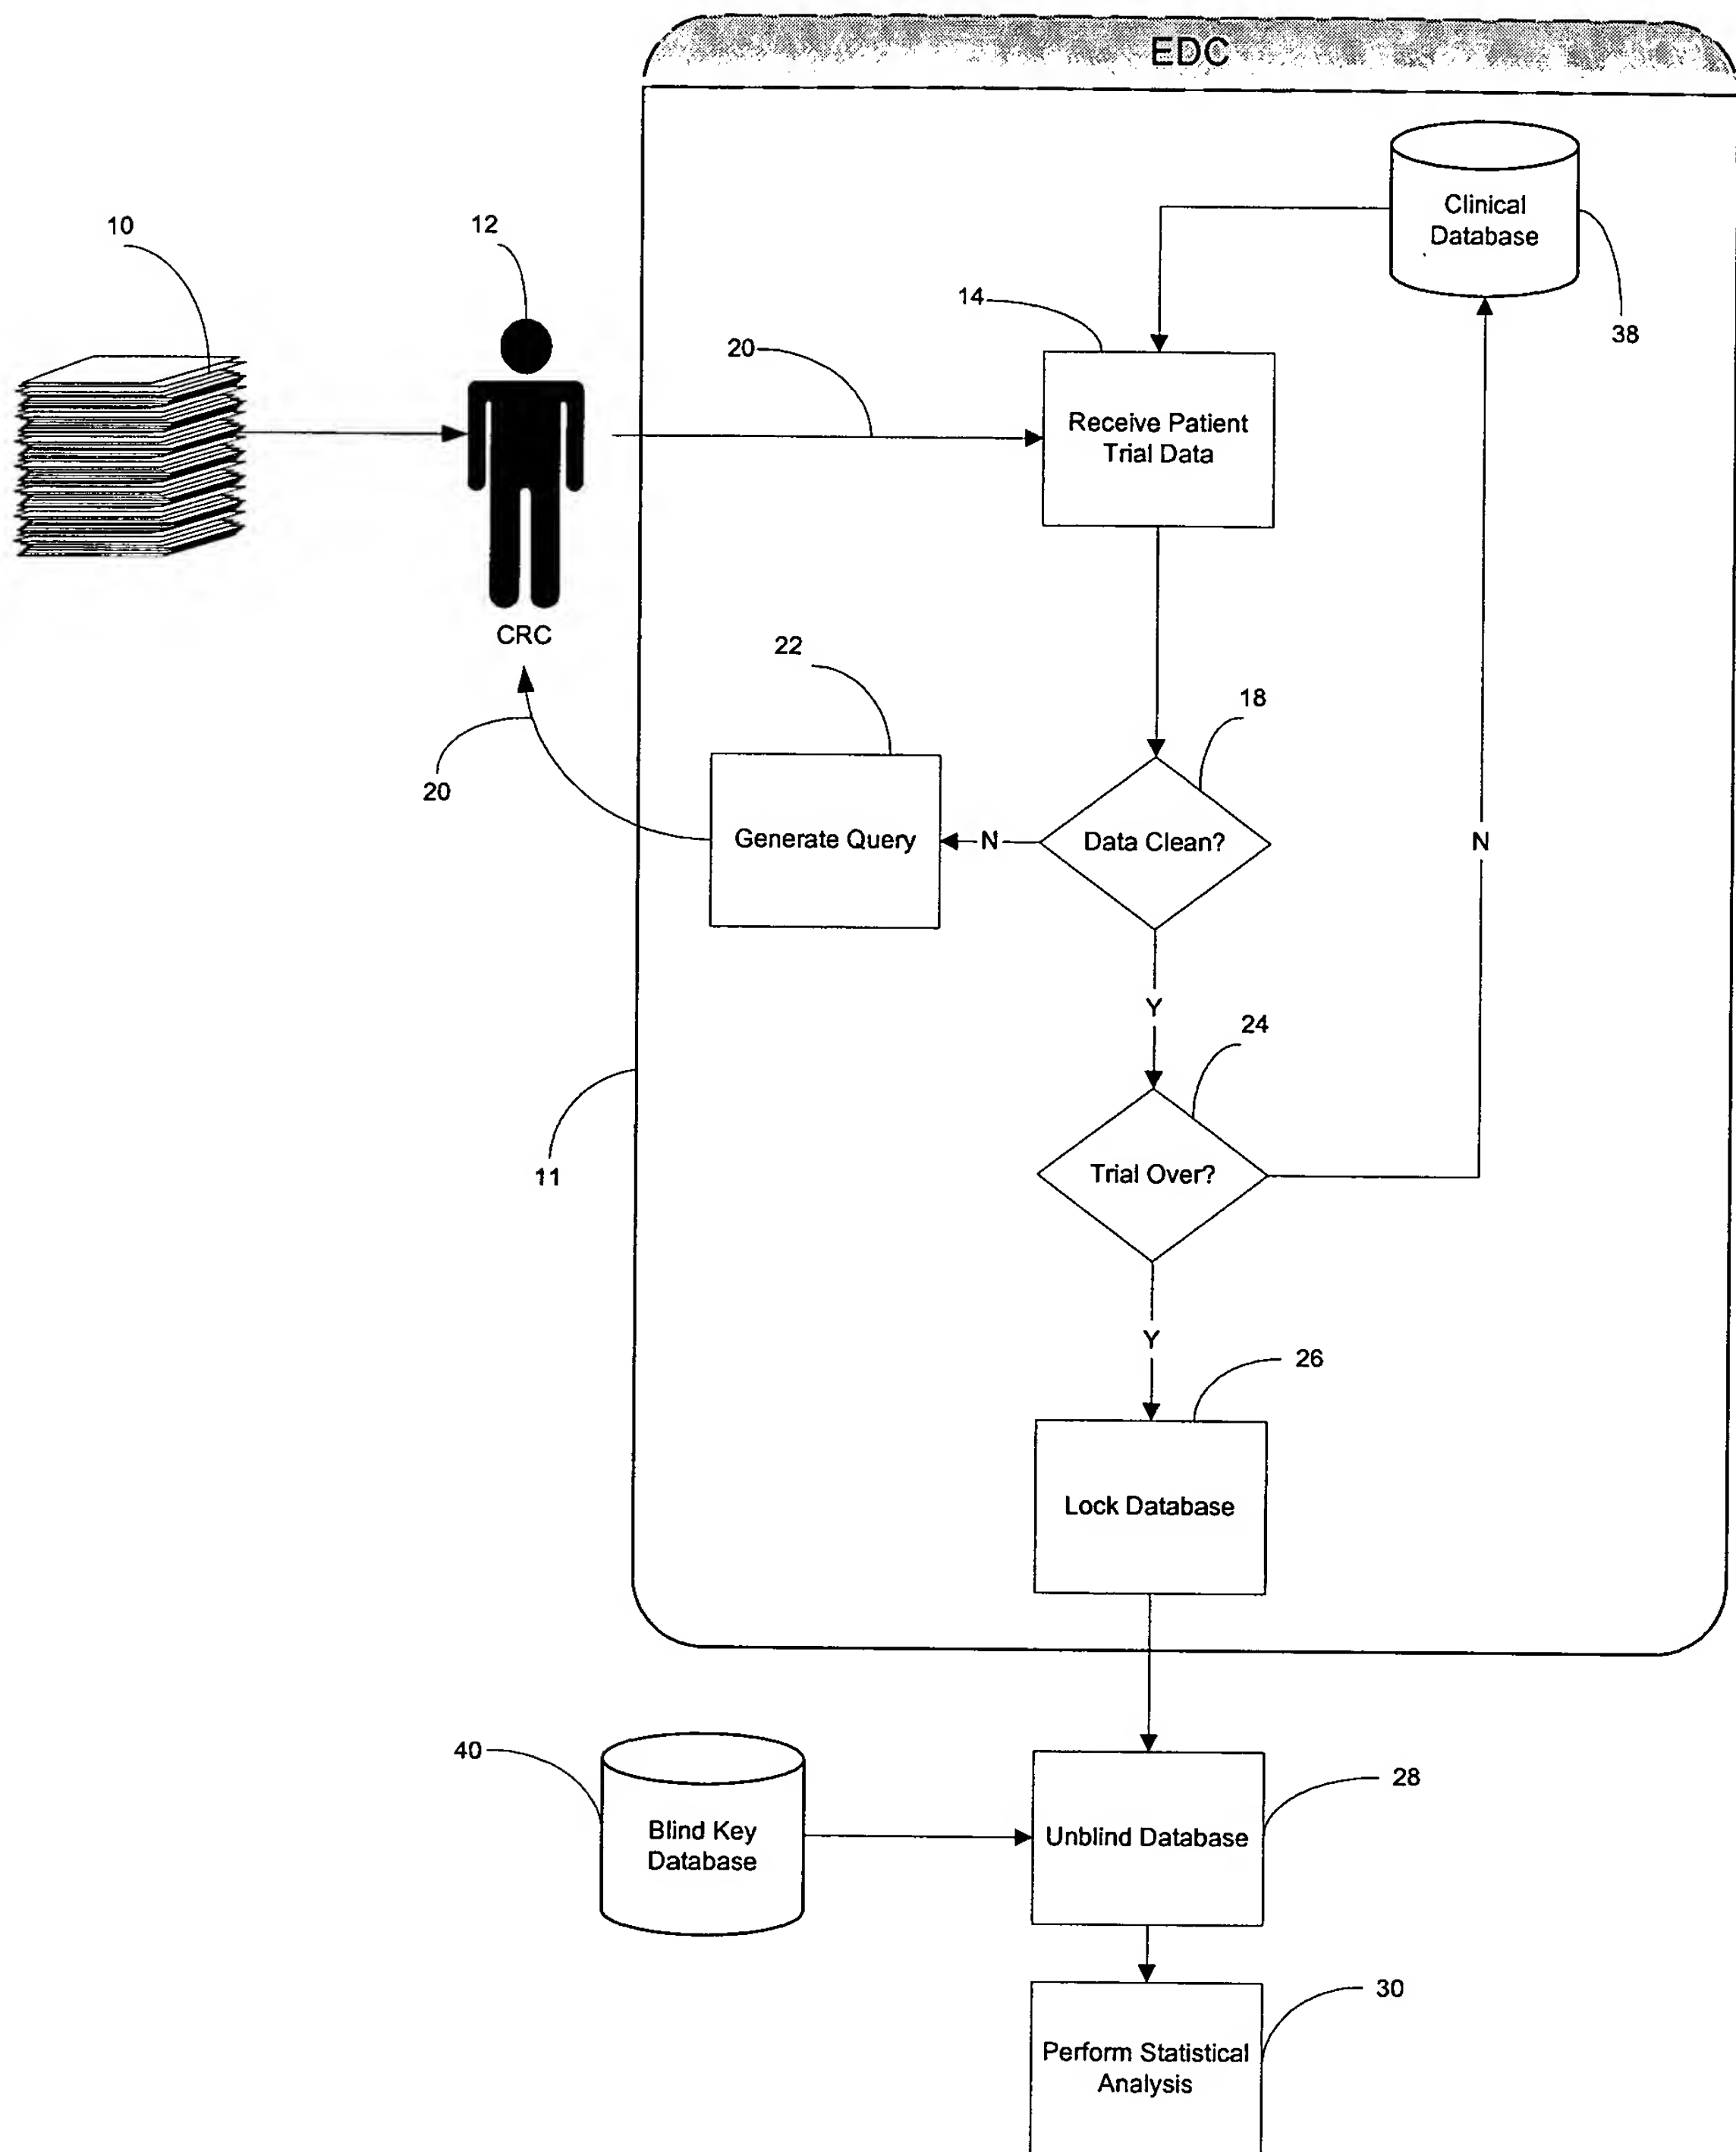 EDC
Clinical
Database
10
12
38
14
20
Receive Patient
Trial Data
CRC
22
18
20
Generate Query
N
Data Clean?
N
Y
24
11
Trial Over?
Y
26
Lock Database
40
28
Blind Key
Database
Unblind Database
30
Perform Statistical
Analysis